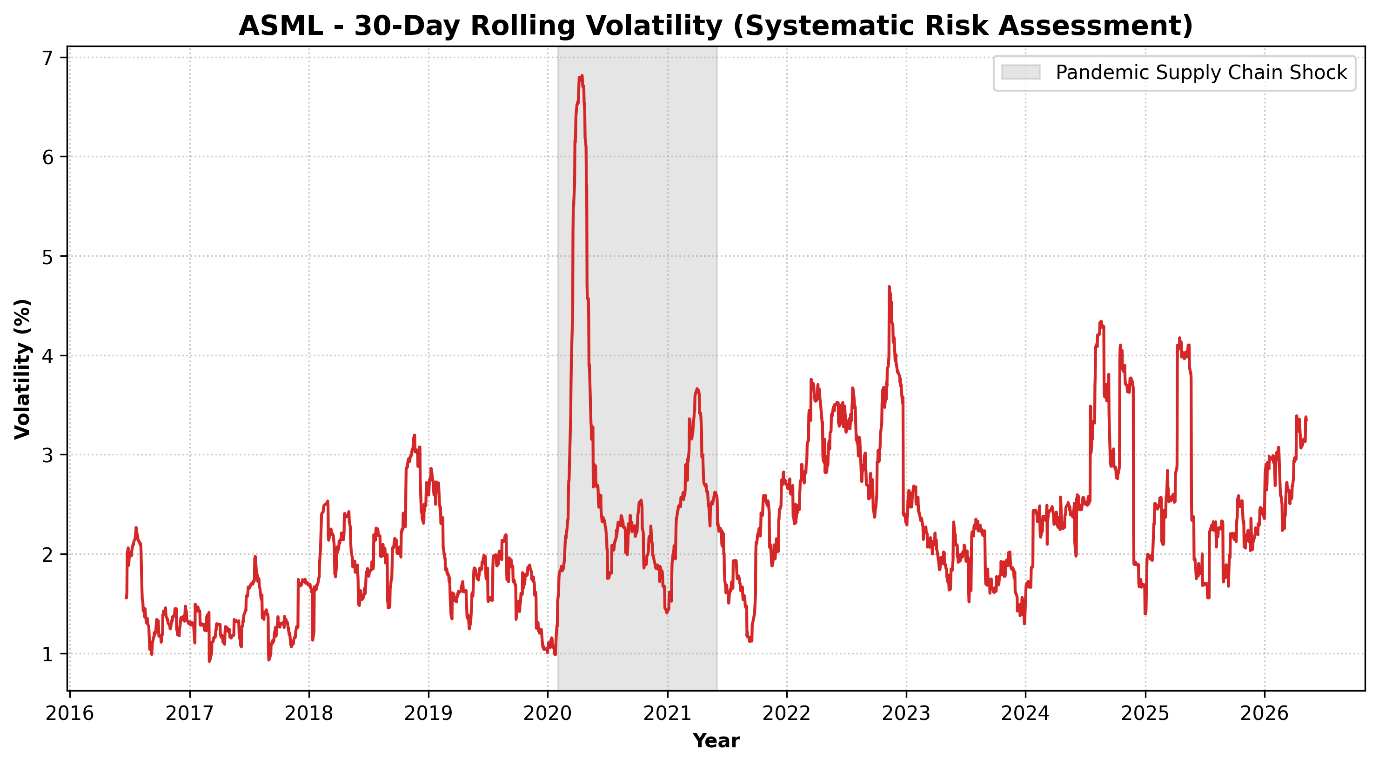 ASML - 30-Day Rolling Volatility (Systematic Risk Assessment)
Pandemic Supply Chain Shock
Volatility (%)
7
6
5
4
3
2
1
2016 2017 2018 2019 2020 2021 2022 2023 2024 2025 2026
Year